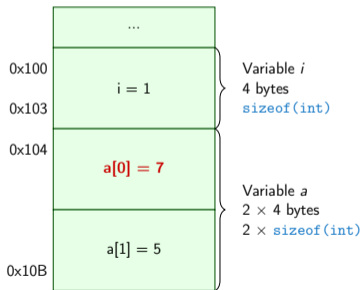 ...
0x100
i = 1
0x103
Variable i
4 bytes
sizeof(int)
0x104
a[0] = 7
a[1] = 5
0x10B
Variable a
2 × 4 bytes
2 × sizeof(int)